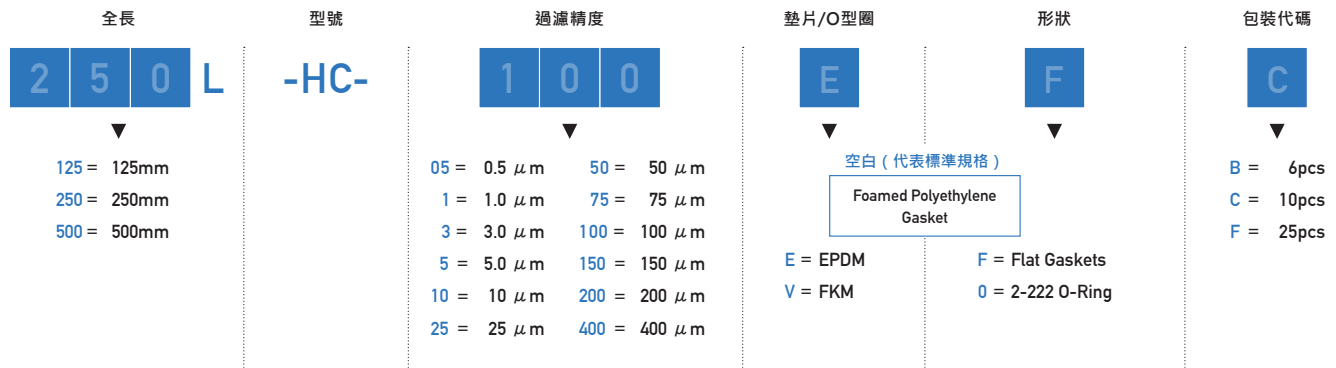 全長 型號 過濾精度 墊片/O型圈 形狀 包裝代碼
2 5 0 L -HC- 1 0 0 E F C
▼ ▼ ▼ ▼ ▼
125 = 125mm
250 = 250mm
500 = 500mm
05 = 0.5 μm 50 = 50 μm
1 = 1.0 μm 75 = 75 μm
3 = 3.0 μm 100 = 100 μm
5 = 5.0 μm 150 = 150 μm
10 = 10 μm 200 = 200 μm
25 = 25 μm 400 = 400 μm
空白 ( 代表標準規格 )
Foamed Polyethylene
Gasket
E = EPDM
V = FKM
F = Flat Gaskets
0 = 2-222 O-Ring
B = 6pcs
C = 10pcs
F = 25pcs